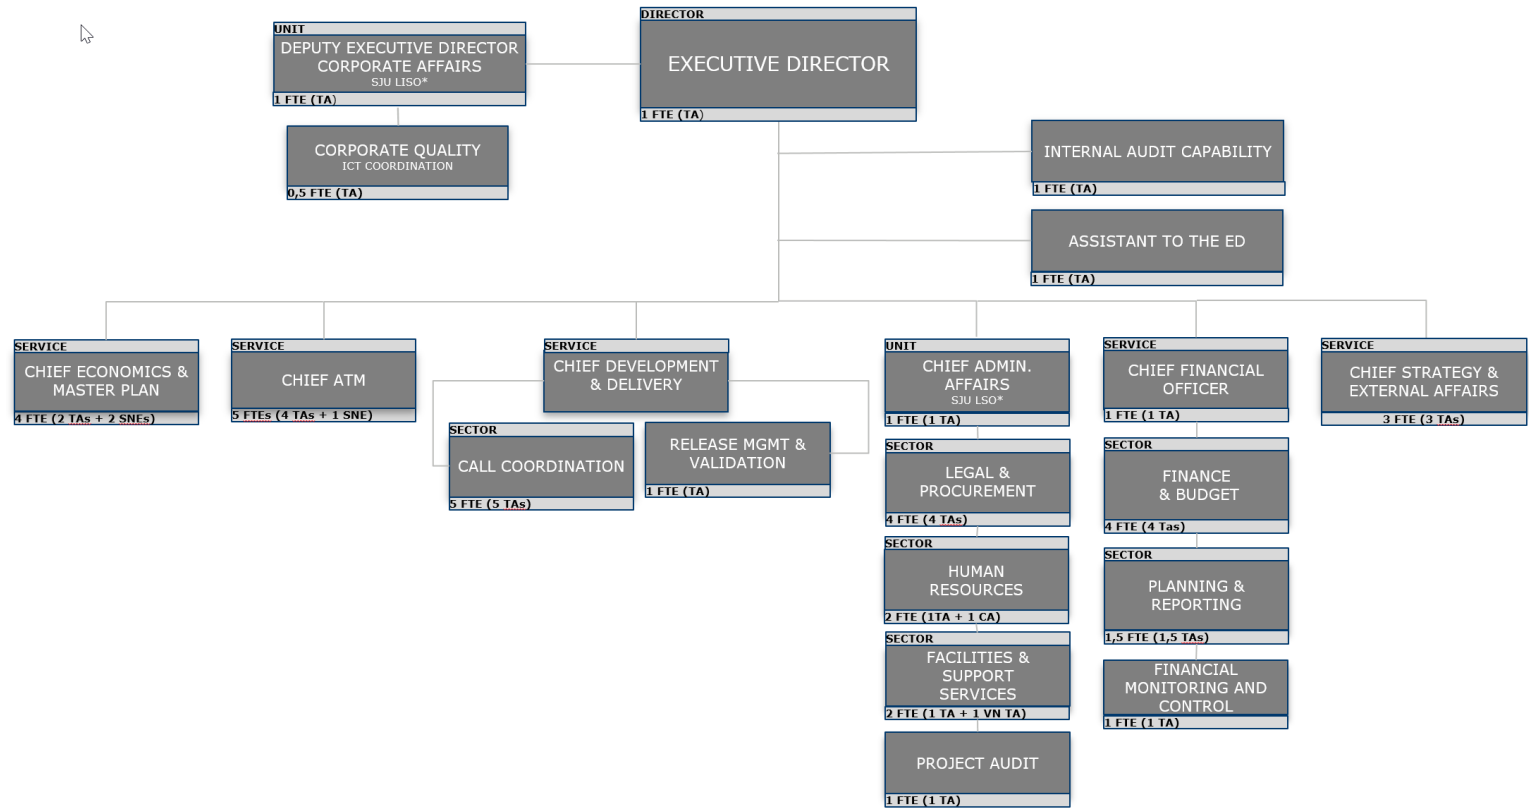 UNIT
DEPUTY EXECUTIVE DIRECTOR
CORPORATE AFFAIRS
SJU LISO*
1 FTE (TA)
DIRECTOR
EXECUTIVE DIRECTOR
1 FTE (TA)
CORPORATE QUALITY
ICT COORDINATION
0,5 FTE (TA)
INTERNAL AUDIT CAPABILITY
1 FTE (TA)
ASSISTANT TO THE ED
1 FTE (TA)
SERVICE
CHIEF ECONOMICS &
MASTER PLAN
4 FTE (2 TAs + 2 SNEs)
SERVICE
CHIEF ATM
5 FTEs (4 TAs + 1 SNE)
SERVICE
CHIEF DEVELOPMENT
& DELIVERY
SECTOR
CALL COORDINATION
5 FTE (5 TAs)
RELEASE MGMT &
VALIDATION
1 FTE (TA)
UNIT
CHIEF ADMIN.
AFFAIRS
SJU LSO*
1 FTE (1 TA)
SECTOR
LEGAL &
PROCUREMENT
4 FTE (4 TAs)
SECTOR
HUMAN
RESOURCES
2 FTE (1TA + 1 CA)
SECTOR
FACILITIES &
SUPPORT
SERVICES
2 FTE (1 TA + 1 VN TA)
PROJECT AUDIT
1 FTE (1 TA)
SERVICE
CHIEF FINANCIAL
OFFICER
1 FTE (1 TA)
SECTOR
FINANCE
& BUDGET
4 FTE (4 Tas)
SECTOR
PLANNING &
REPORTING
1,5 FTE (1,5 TAs)
FINANCIAL
MONITORING AND
CONTROL
1 FTE (1 TA)
SERVICE
CHIEF STRATEGY &
EXTERNAL AFFAIRS
3 FTE (3 TAs)